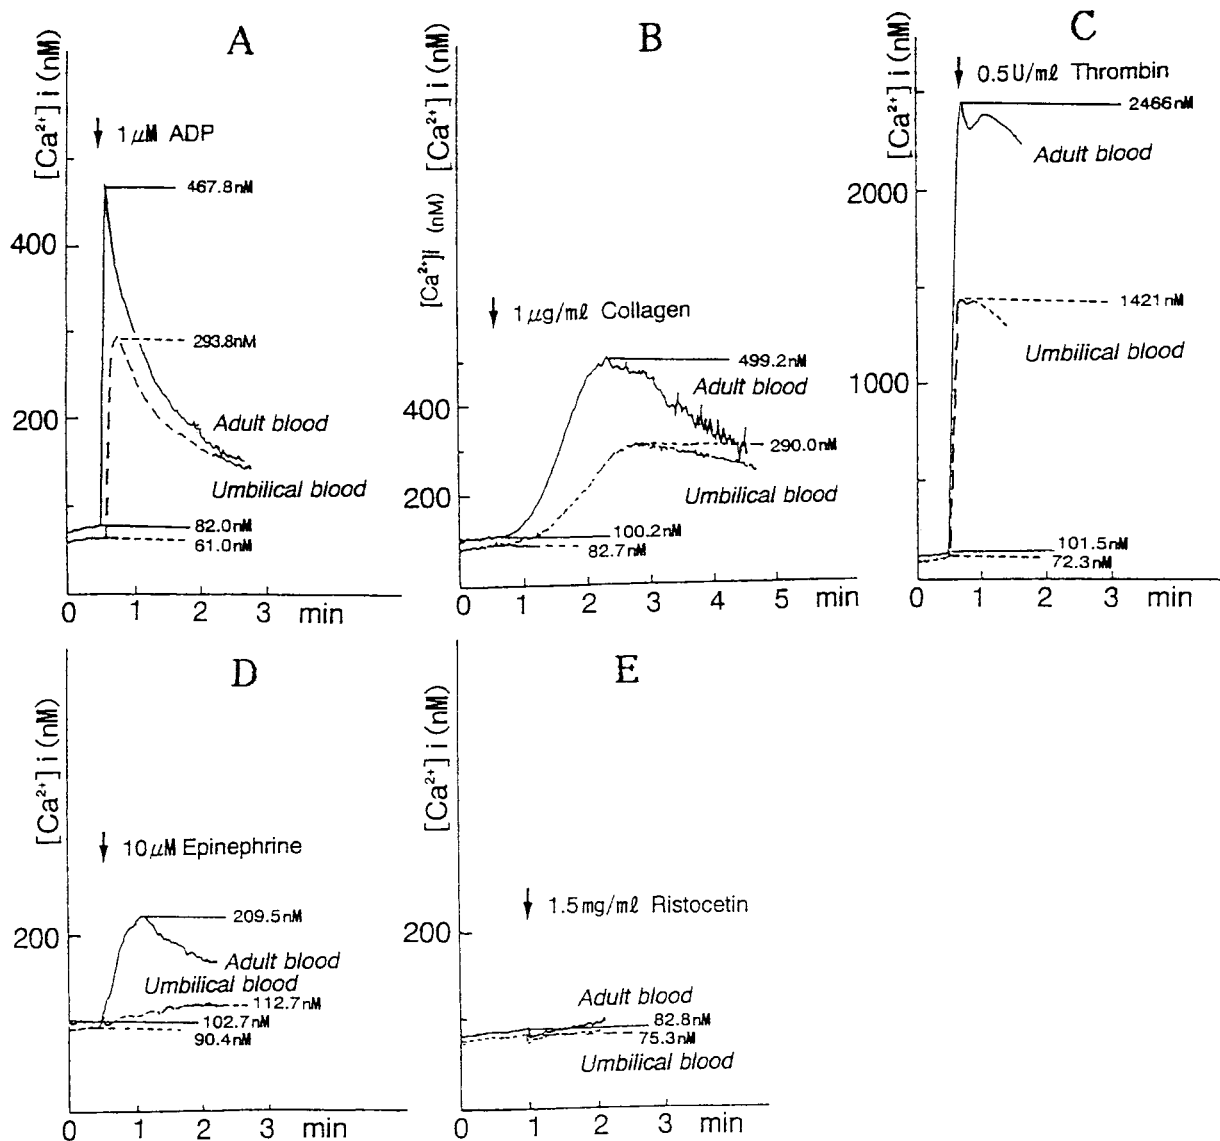 A
[Ca²⁺] i (nM)
1 μM ADP
467.8nM
400
293.8nM
200
Adult blood
Umbilical blood
82.0nM
61.0nM
0 1 2 3 min
B
[Ca²⁺] i (nM)
[Ca²⁺]i (nM)
1 μg/mℓ Collagen
499.2nM
Adult blood
400
290.0nM
200
Umbilical blood
100.2nM
82.7nM
0 1 2 3 4 5 min
C
[Ca²⁺] i (nM)
0.5U/mℓ Thrombin
2466nM
Adult blood
2000
1421nM
Umbilical blood
1000
101.5nM
72.3nM
0 1 2 3 min
D
[Ca²⁺] i (nM)
10μM Epinephrine
209.5nM
200
Adult blood
Umbilical blood
112.7nM
102.7nM
90.4nM
0 1 2 3 min
E
[Ca²⁺] i (nM)
1.5mg/mℓ Ristocetin
200
Adult blood
82.8nM
75.3nM
Umbilical blood
0 1 2 3 min